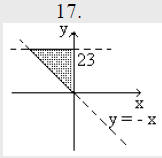 17.
y
23
x
y = - x